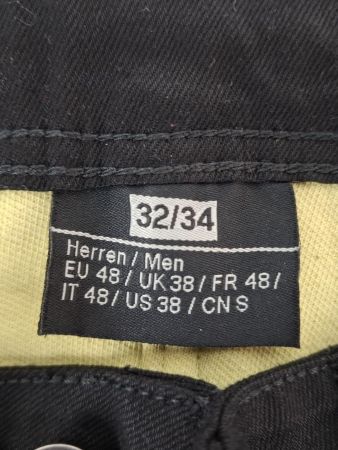 32/34
Herren / Men
EU 48 / UK 38 / FR 48 /
IT 48 / US 38 / CN S